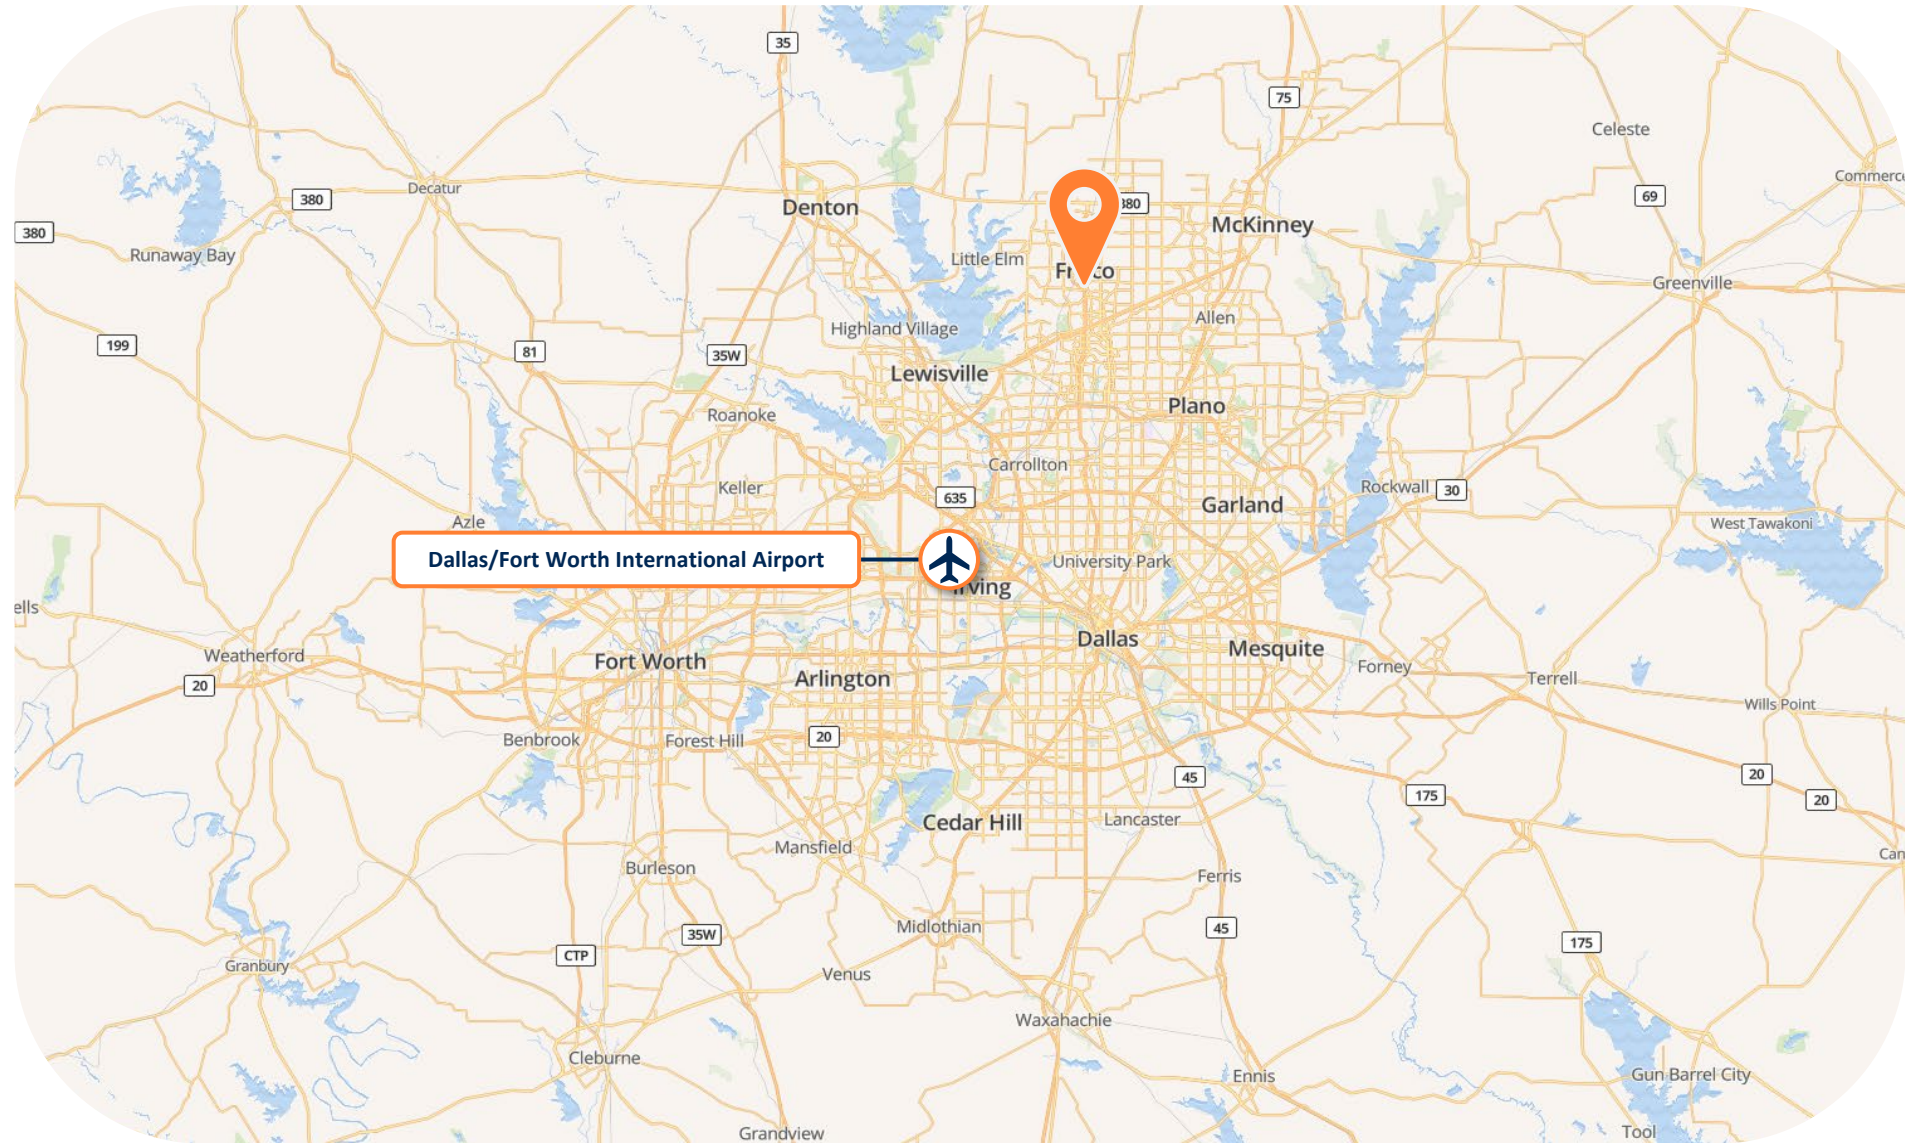 35
75
Celeste
Commerc
Decatur
380
Denton
380
69
McKinney
380
Runaway Bay
Little Elm
Frisco
Greenville
Allen
Highland Village
199
81
35W
Lewisville
Plano
Roanoke
Carrollton
Keller
635
Rockwall
30
Garland
Azle
West Tawakoni
Dallas/Fort Worth International Airport
University Park
Irving
ells
Dallas
Weatherford
Fort Worth
Mesquite
Forney
20
Arlington
Terrell
Wills Point
Benbrook
Forest Hill
20
45
20
175
20
Cedar Hill
Lancaster
Mansfield
Can
Burleson
Ferris
Midlothian
45
35W
175
CTP
Granbury
Venus
Waxahachie
Cleburne
Ennis
Gun Barrel City
Grandview
Tool